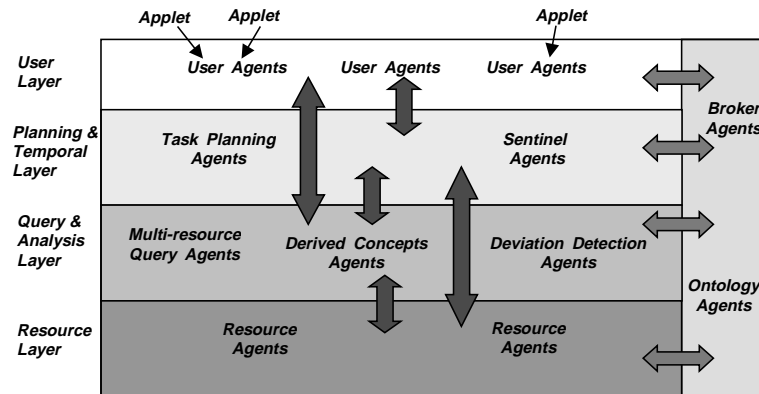 Applet Applet Applet
User Layer
User Agents User Agents User Agents
Broker Agents
Planning & Temporal Layer
Task Planning Agents
Sentinel Agents
Query & Analysis Layer
Multi-resource Query Agents
Derived Concepts Agents
Deviation Detection Agents
Ontology Agents
Resource Layer
Resource Agents
Resource Agents